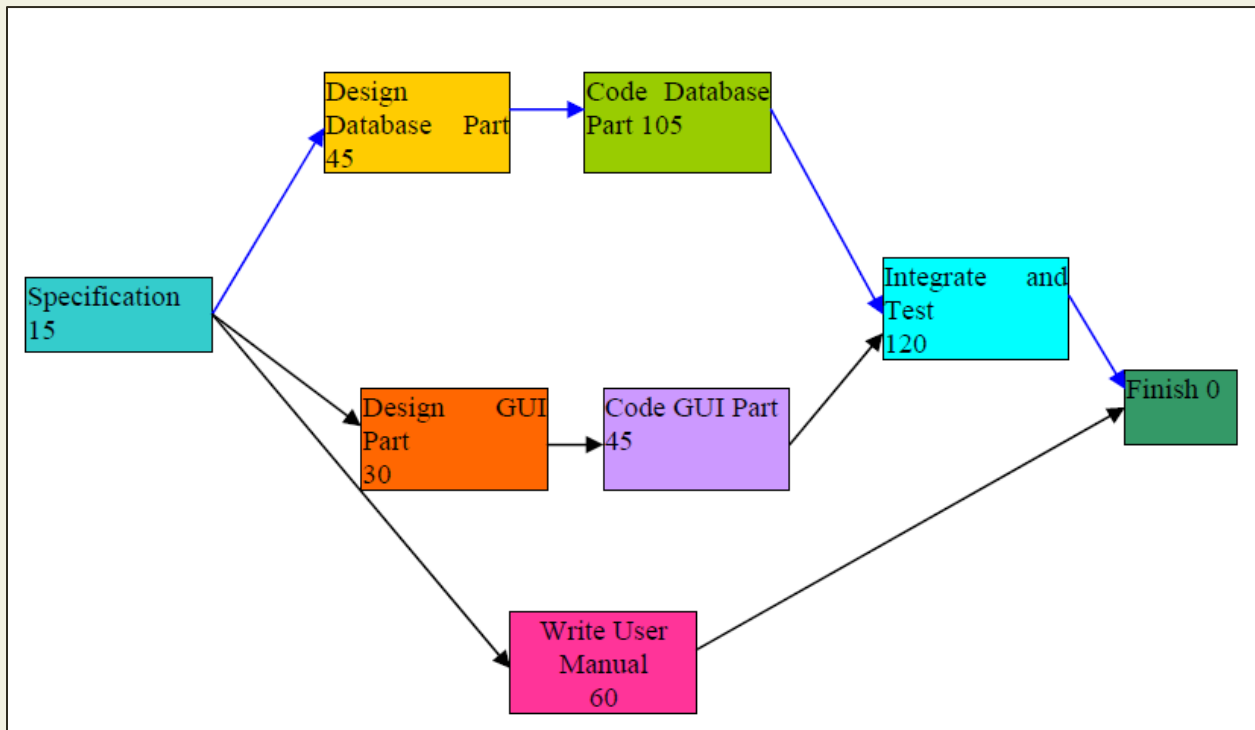 Design
Database Part
45
Code Database
Part 105
Specification
15
Integrate and
Test
120
Finish 0
Design GUI
Part
30
Code GUI Part
45
Write User
Manual
60